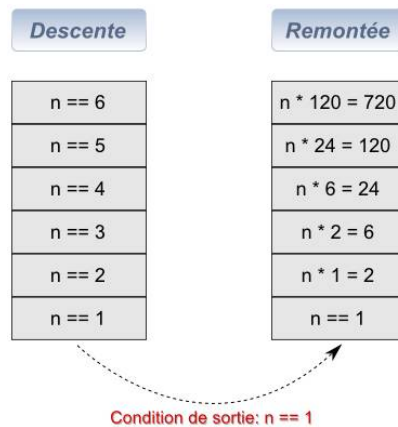 Descente
Remontée
n == 6
n * 120 = 720
n == 5
n * 24 = 120
n == 4
n * 6 = 24
n == 3
n * 2 = 6
n == 2
n * 1 = 2
n == 1
n == 1
Condition de sortie: n == 1